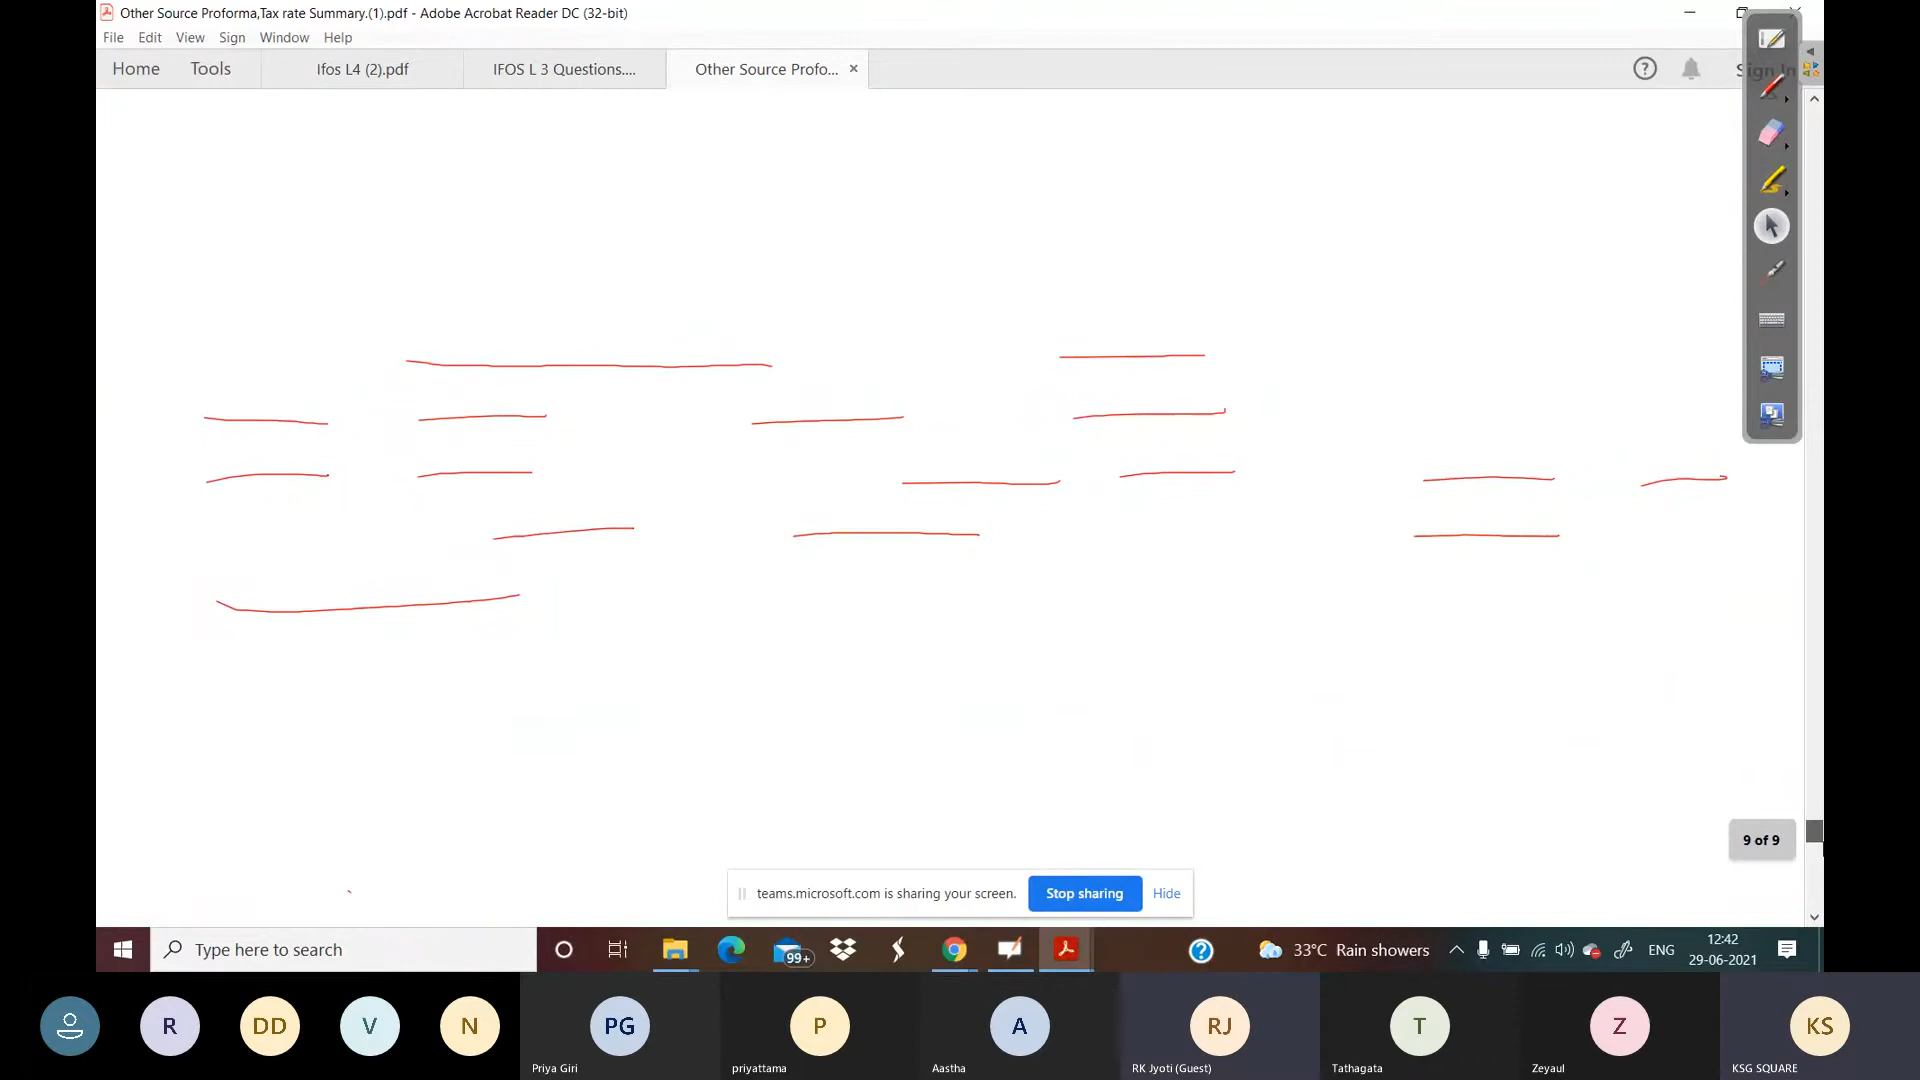 Other Source Proforma,Tax rate Summary.(1).pdf - Adobe Acrobat Reader DC (32-bit)
File Edit View Sign Window Help
Home Tools Ifos L4 (2).pdf IFOS L 3 Questions.... Other Source Profo... × Sign In
9 of 9
teams.microsoft.com is sharing your screen. Stop sharing Hide
Type here to search 99+ 33°C Rain showers ENG 12:42
29-06-2021
R DD V N PG P A RJ T Z KS
Priya Giri priyattama Aastha RK Jyoti (Guest) Tathagata Zeyaul KSG SQUARE